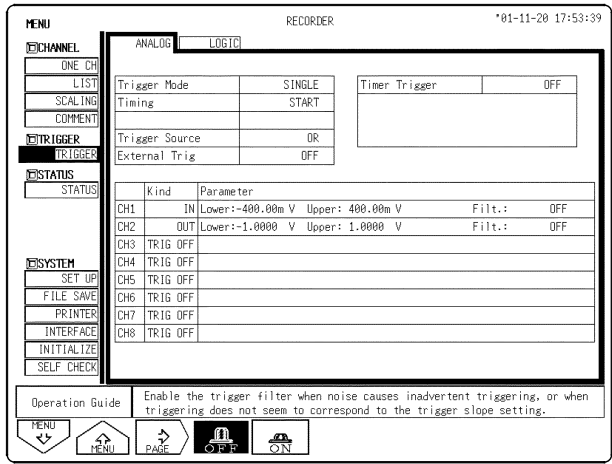 MENU RECORDER '01-11-20 17:53:39
CHANNEL
ONE CH
LIST
SCALING
COMMENT
TRIGGER
TRIGGER
STATUS
STATUS
SYSTEM
SET UP
FILE SAVE
PRINTER
INTERFACE
INITIALIZE
SELF CHECK
ANALOG LOGIC
Trigger Mode SINGLE
Timing START
Trigger Source OR
External Trig OFF
Timer Trigger OFF
Kind Parameter
CH1 IN Lower:-400.00m V Upper: 400.00m V Filt.: OFF
CH2 OUT Lower:-1.0000 V Upper: 1.0000 V Filt.: OFF
CH3 TRIG OFF
CH4 TRIG OFF
CH5 TRIG OFF
CH6 TRIG OFF
CH7 TRIG OFF
CH8 TRIG OFF
Operation Guide
Enable the trigger filter when noise causes inadvertent triggering, or when
triggering does not seem to correspond to the trigger slope setting.
MENU
MENU
PAGE
OFF
ON